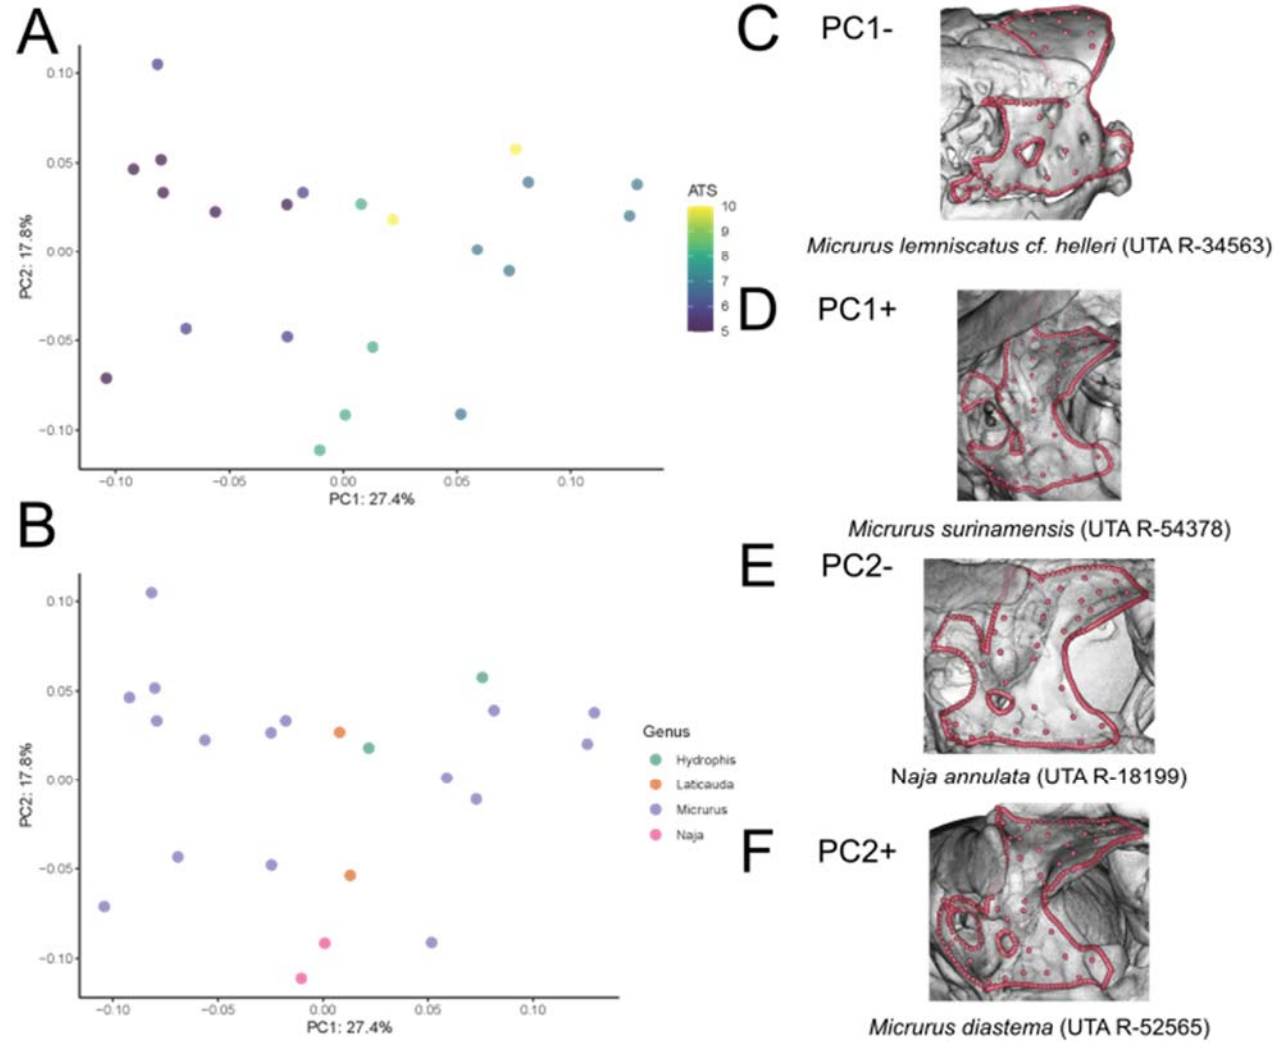 A
0.10
0.05
0.00
−0.05
−0.10
PC2: 17.8%
−0.10
−0.05
0.00
0.05
0.10
PC1: 27.4%
ATS
10
9
8
7
6
5
B
0.10
0.05
0.00
−0.05
−0.10
PC2: 17.8%
−0.10
−0.05
0.00
0.05
0.10
PC1: 27.4%
Genus
Hydrophis
Laticauda
Micrurus
Naja
C
PC1-
Micrurus lemniscatus cf. helleri (UTA R-34563)
D
PC1+
Micrurus surinamensis (UTA R-54378)
E
PC2-
Naja annulata (UTA R-18199)
F
PC2+
Micrurus diastema (UTA R-52565)